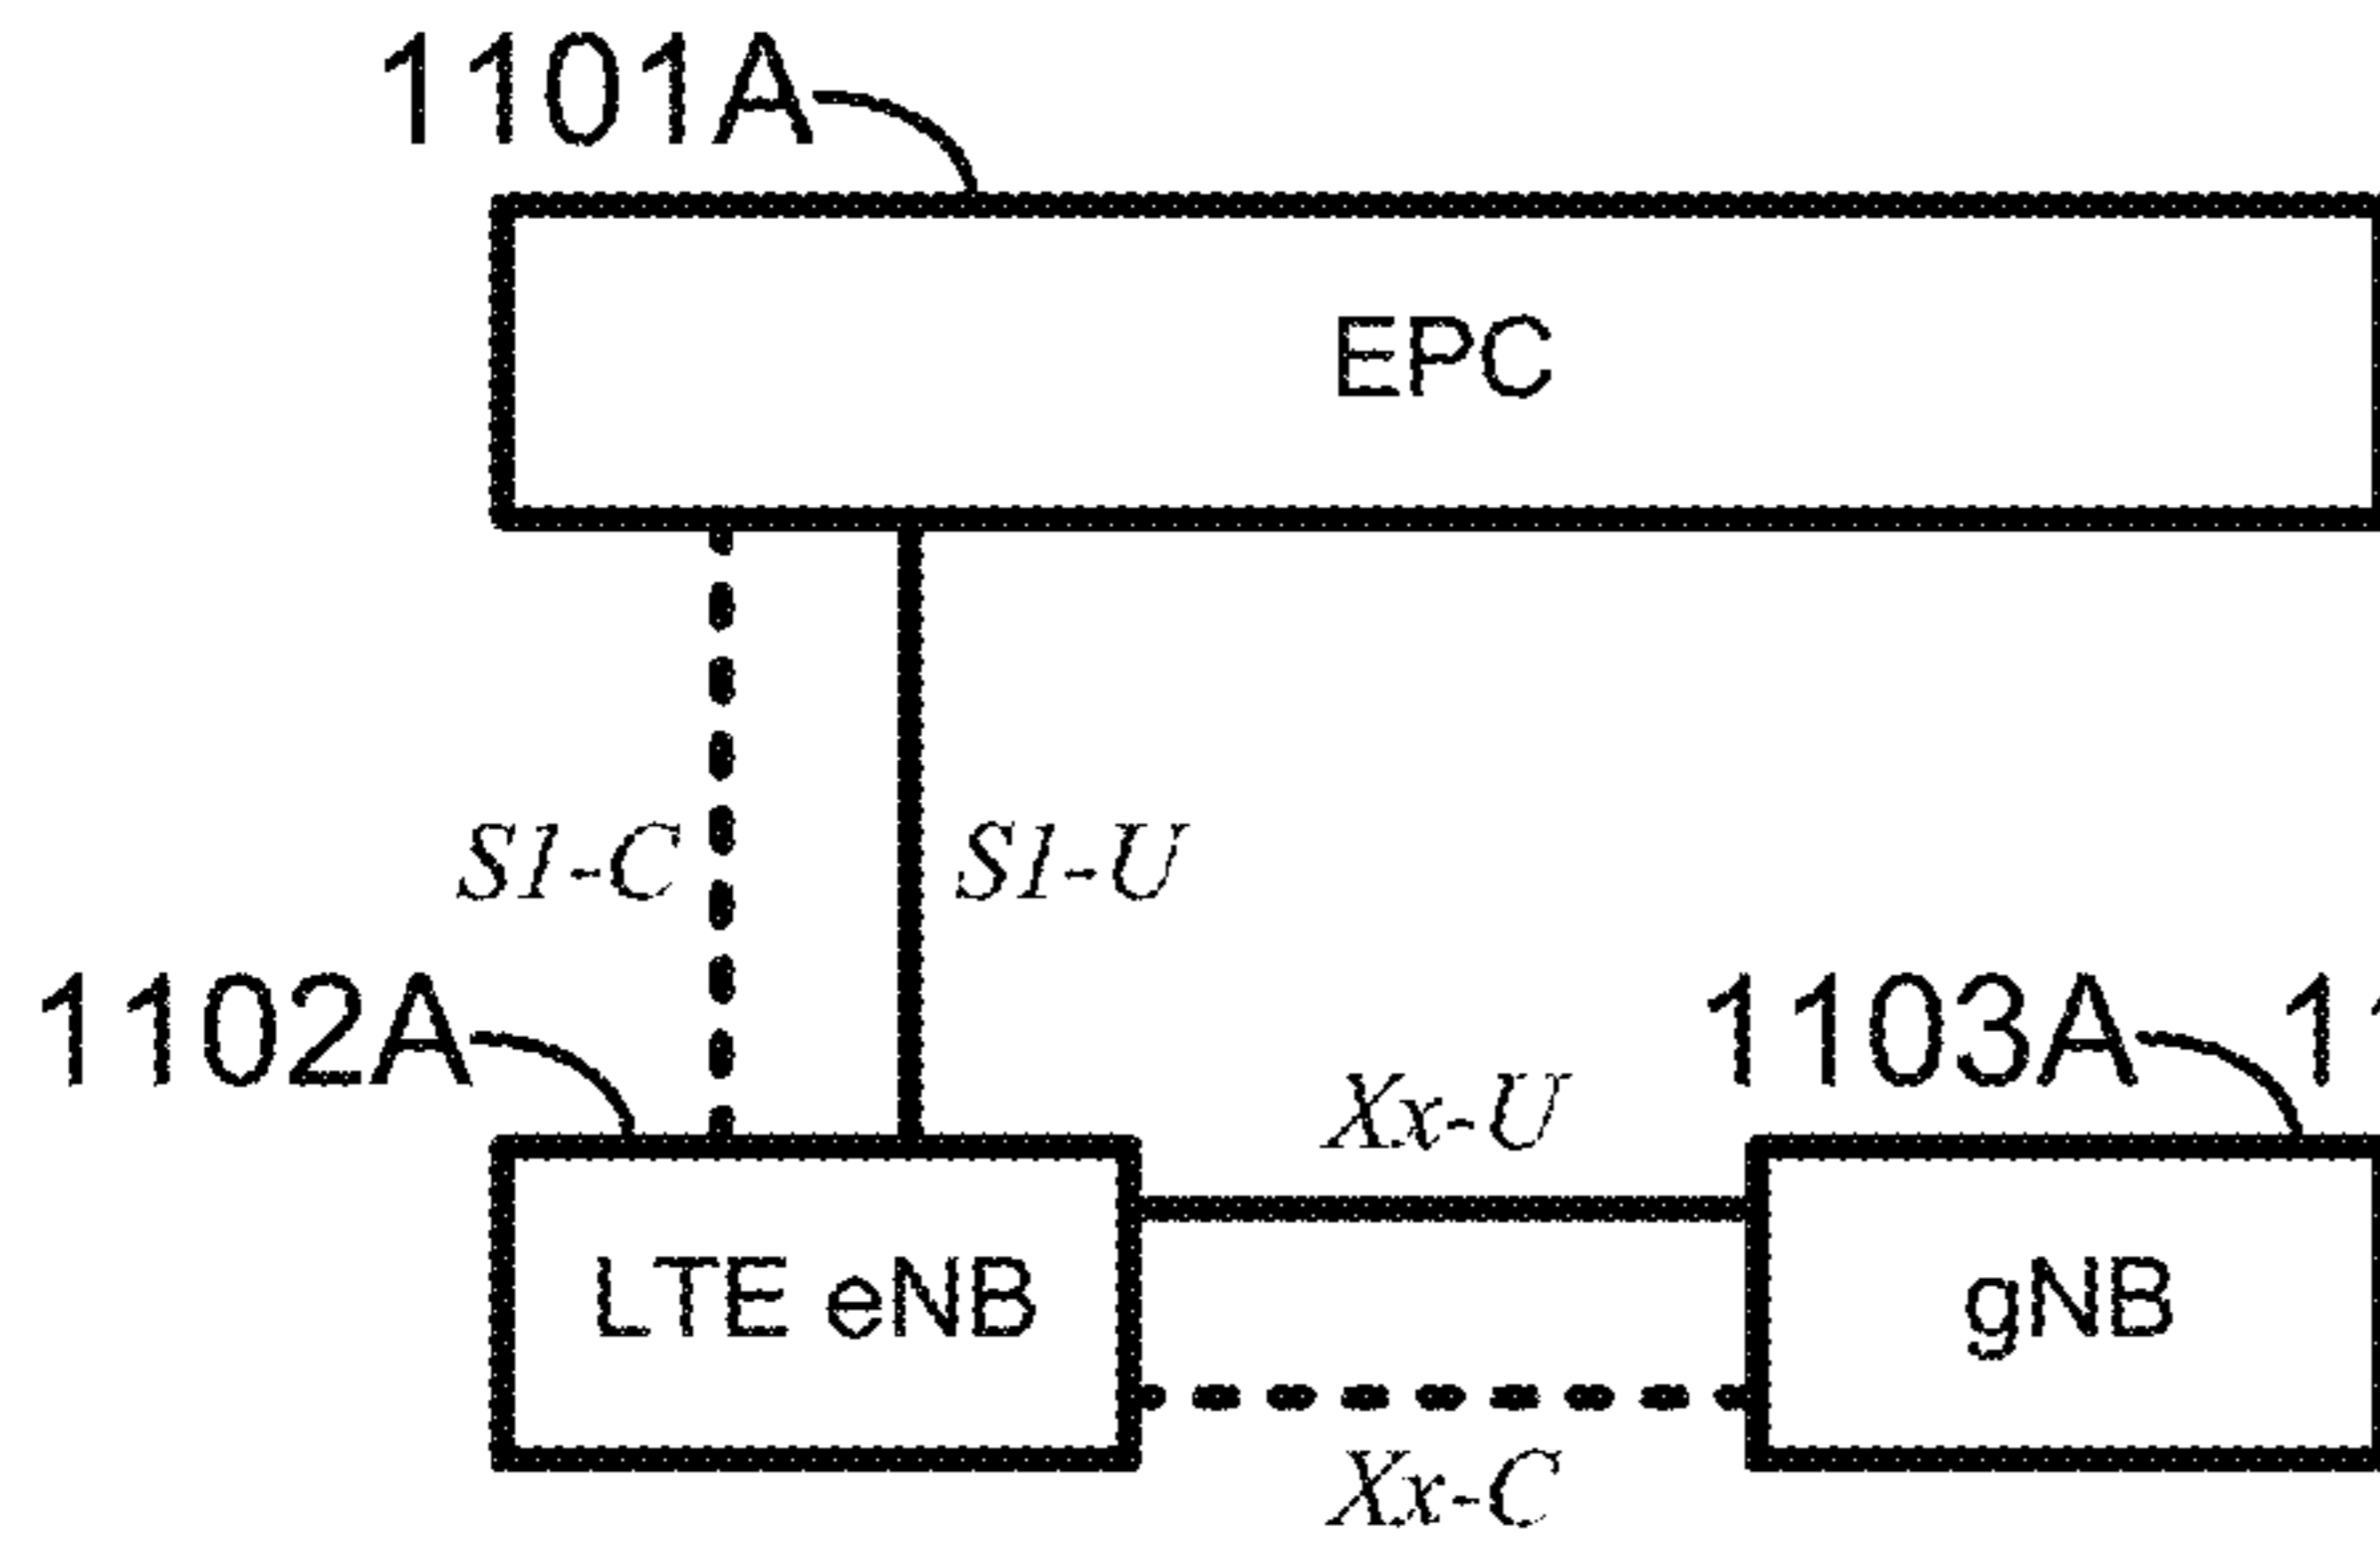 1101A
EPC
S1-C S1-U
1102A 1103A
Xx-U
LTE eNB gNB
Xx-C